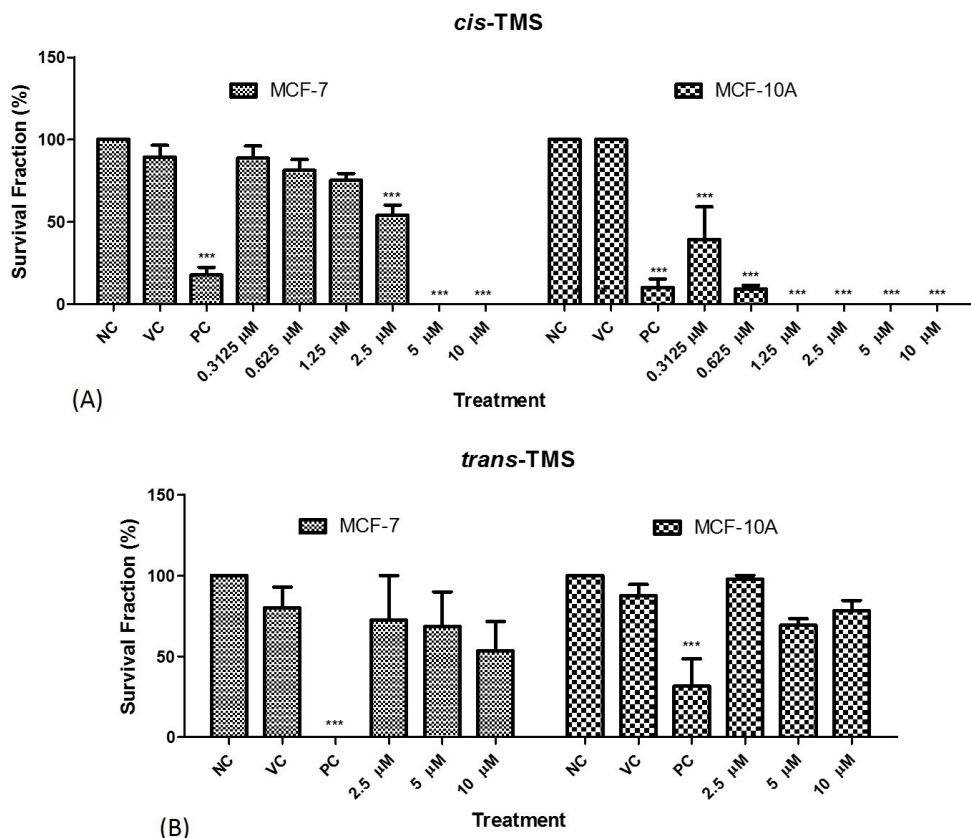 cis-TMS
MCF-7
MCF-10A
Survival Fraction (%)
150
100
50
0
***
***
***
***
***
***
***
***
***
***
***
NC
VC
PC
0.3125 µM
0.625 µM
1.25 µM
2.5 µM
5 µM
10 µM
NC
VC
PC
0.3125 µM
0.625 µM
1.25 µM
2.5 µM
5 µM
10 µM
(A)
Treatment
trans-TMS
MCF-7
MCF-10A
Survival Fraction (%)
150
100
50
0
***
***
NC
VC
PC
2.5 µM
5 µM
10 µM
NC
VC
PC
2.5 µM
5 µM
10 µM
Treatment
(B)